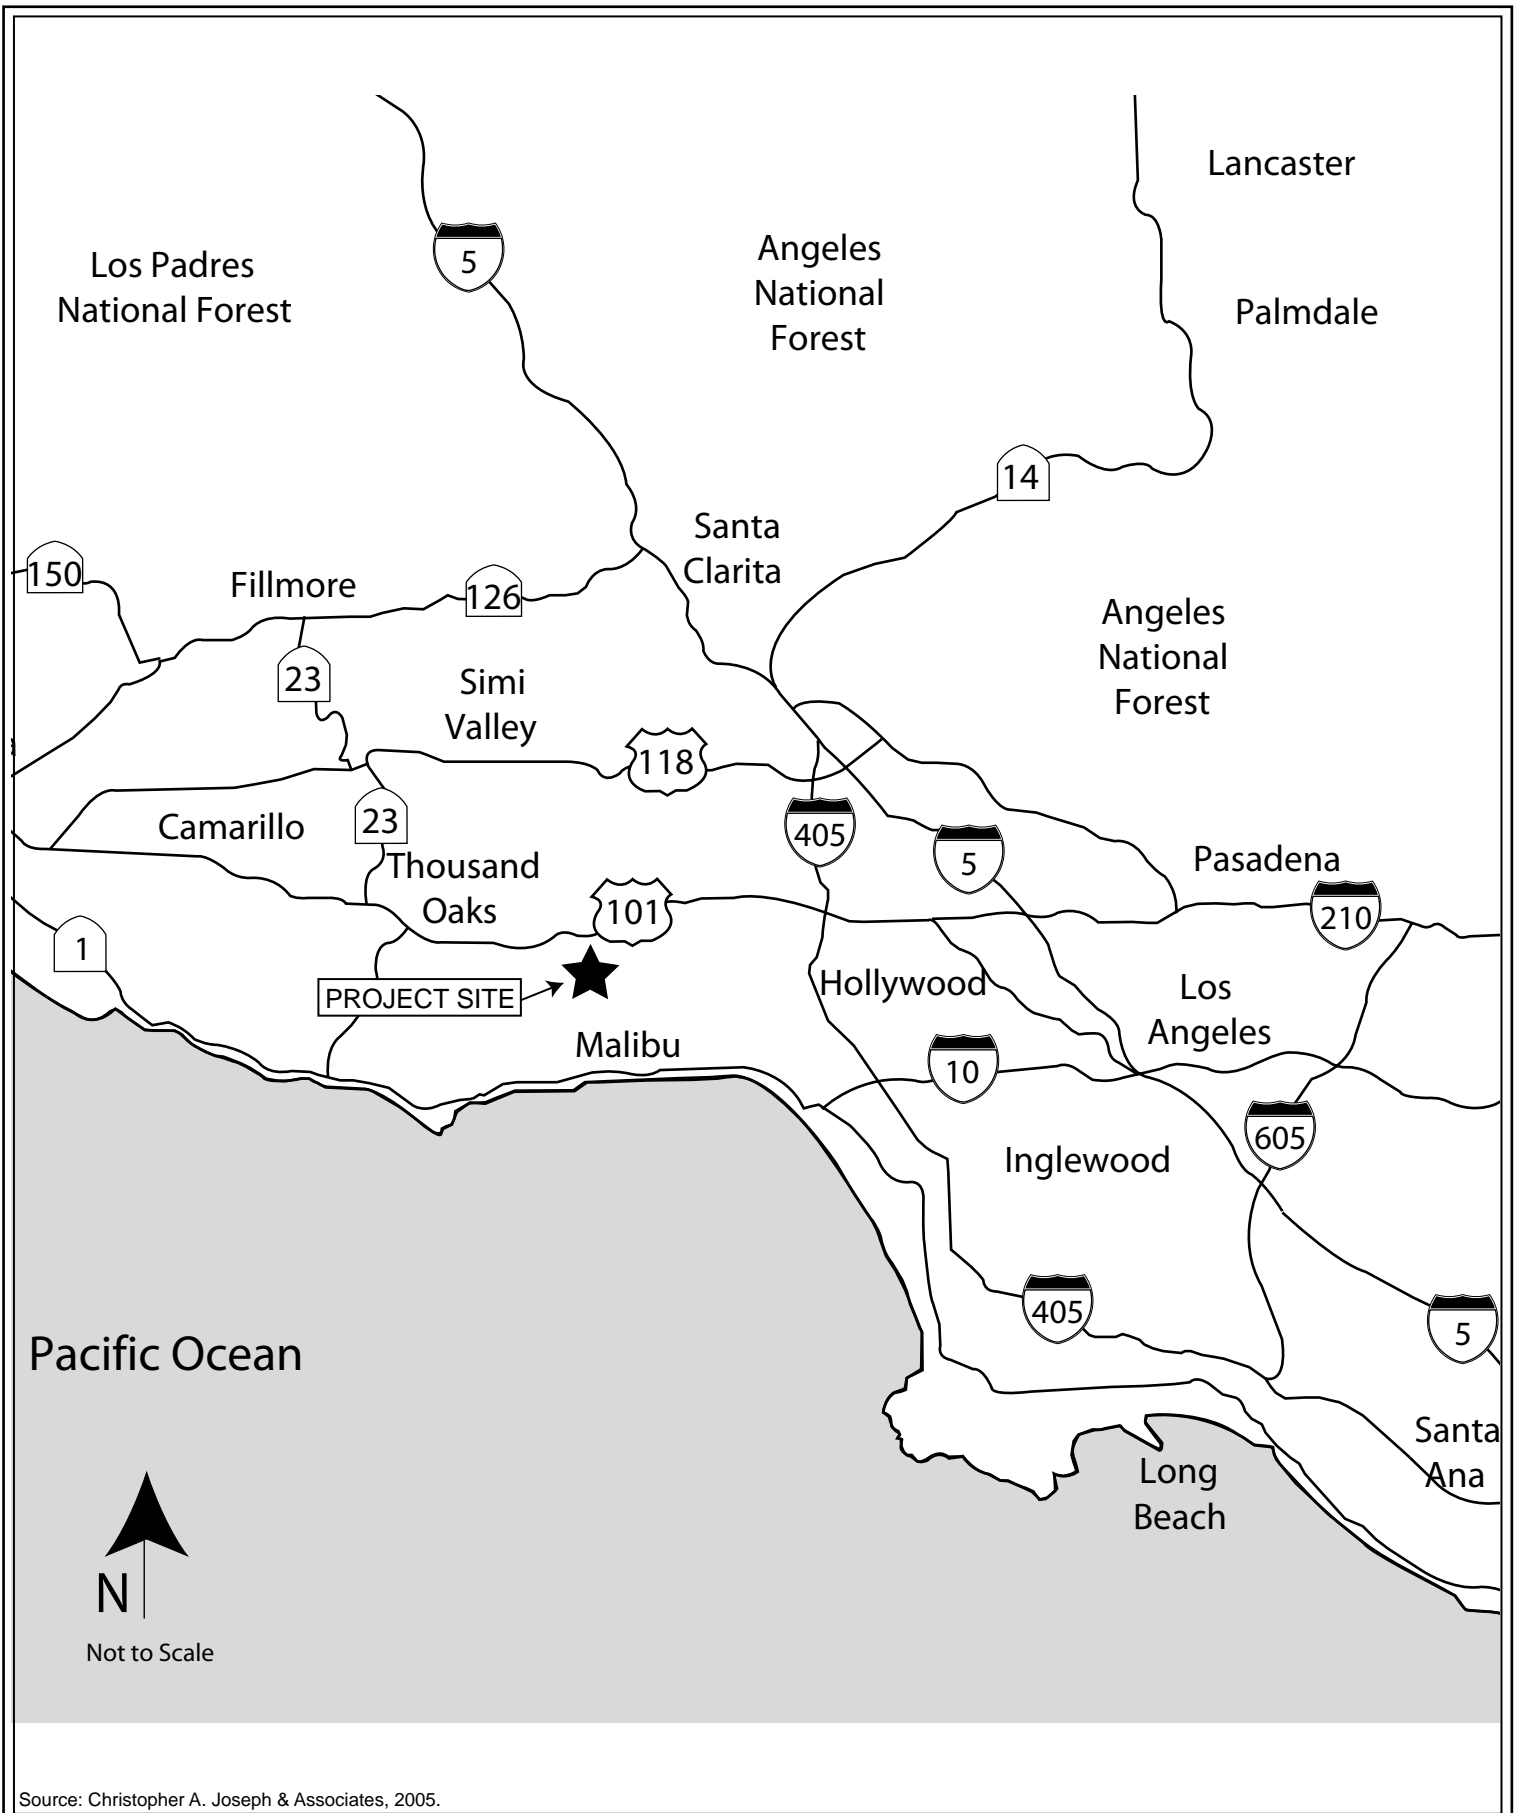 Lancaster
Los Padres
National Forest
5
Angeles
National
Forest
Palmdale
14
Santa
Clarita
150
Fillmore
126
Angeles
National
Forest
23
Simi
Valley
118
Camarillo
23
405
5
Thousand
Oaks
Pasadena
101
210
1
PROJECT SITE
Hollywood
Los
Angeles
Malibu
10
605
Inglewood
405
5
Pacific Ocean
Santa
Ana
Long
Beach
N
Not to Scale
Source: Christopher A. Joseph & Associates, 2005.